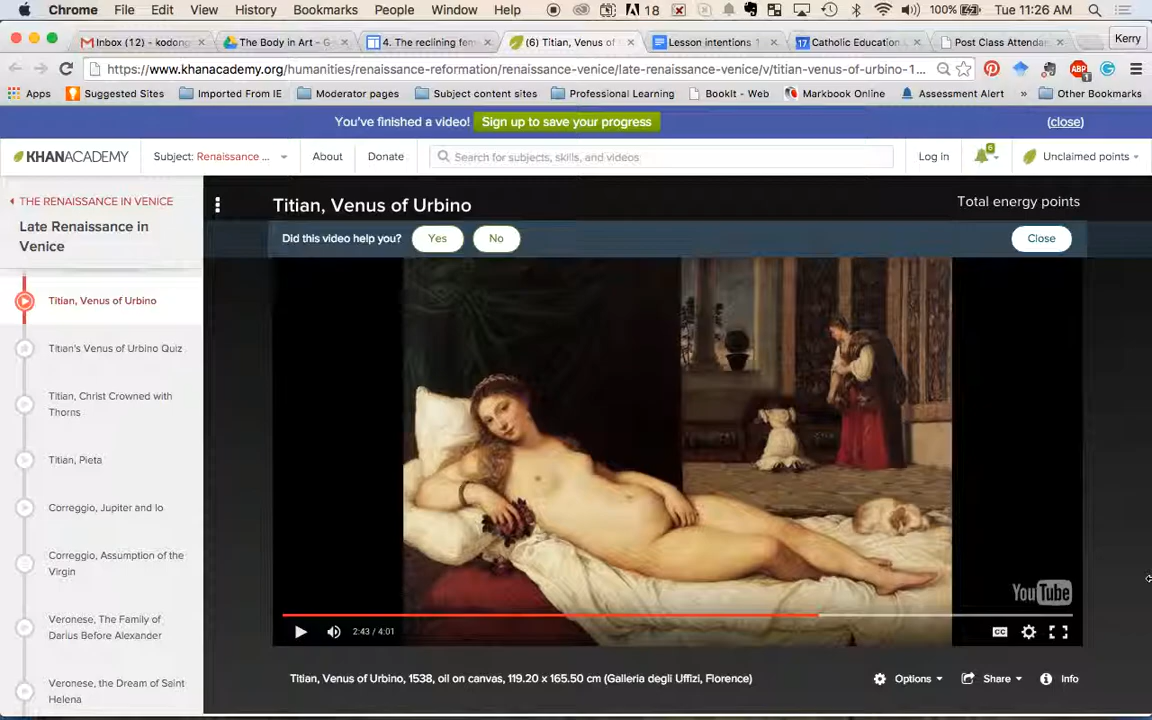 Chrome File Edit View History Bookmarks People Window Help 18 100% Tue 11:26 AM
Inbox (12) - kodong The Body in Art - G 4. The reclining fem (6) Titian, Venus of Lesson intentions 1 Catholic Education Post Class Attenda Kerry
https://www.khanacademy.org/humanities/renaissance-reformation/renaissance-venice/late-renaissance-venice/v/titian-venus-of-urbino-1... ABP 1
Apps Suggested Sites Imported From IE Moderator pages Subject content sites Professional Learning BookIt - Web Markbook Online Assessment Alert » Other Bookmarks
You've finished a video! Sign up to save your progress (close)
KHANACADEMY Subject: Renaissance ... About Donate Search for subjects, skills, and videos Log in 6 Unclaimed points
THE RENAISSANCE IN VENICE
Late Renaissance in
Venice
Titian, Venus of Urbino
Titian's Venus of Urbino Quiz
Titian, Christ Crowned with
Thorns
Titian, Pieta
Correggio, Jupiter and Io
Correggio, Assumption of the
Virgin
Veronese, The Family of
Darius Before Alexander
Veronese, the Dream of Saint
Helena
Titian, Venus of Urbino
Total energy points
Did this video help you? Yes No Close
YouTube
2:43 / 4:01 CC
Titian, Venus of Urbino, 1538, oil on canvas, 119.20 x 165.50 cm (Galleria degli Uffizi, Florence)
Options Share Info